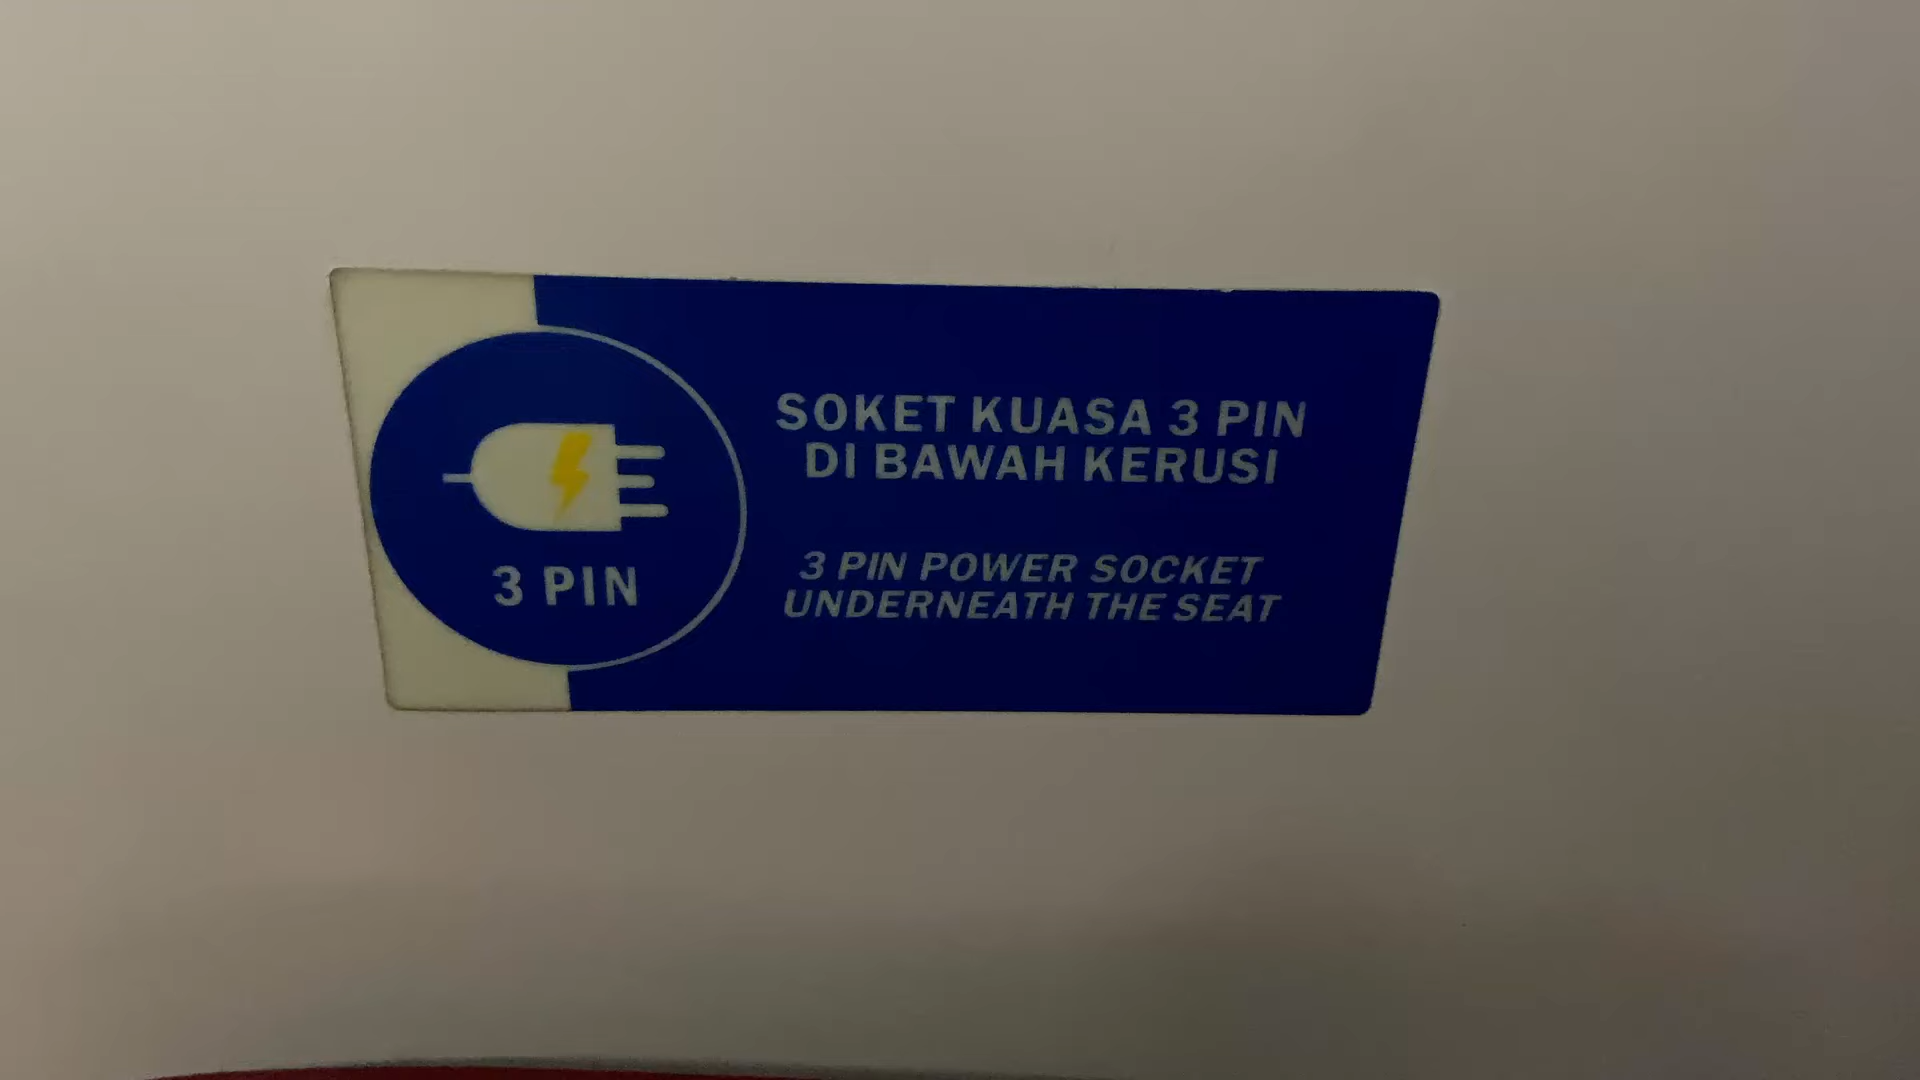 3 PIN
SOKET KUASA 3 PIN
DI BAWAH KERUSI
3 PIN POWER SOCKET
UNDERNEATH THE SEAT